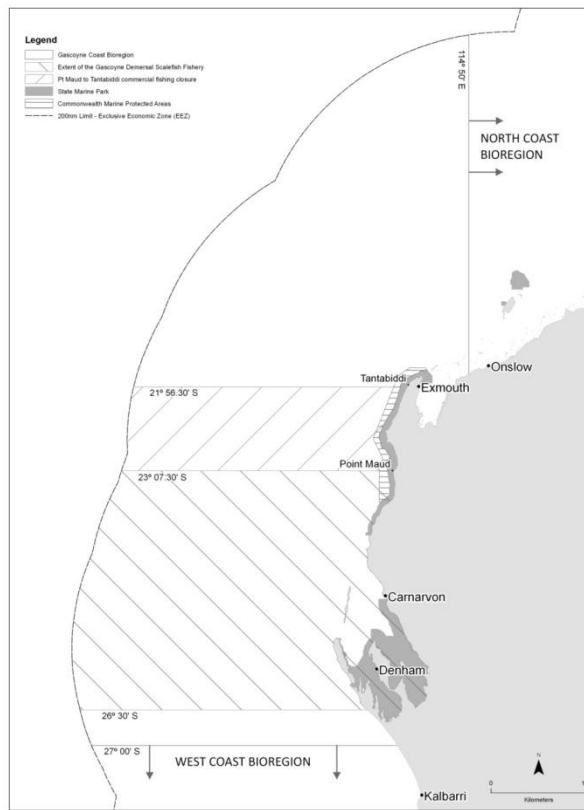 Legend
Gascoyne Coast Bioregion
Extent of the Gascoyne Demersal Scalefish Fishery
Pt Maud to Tantabiddi commercial fishing closure
State Marine Park
Commonwealth Marine Protected Areas
200nm Limit - Exclusive Economic Zone (EEZ)
114° 50' E
NORTH COAST
BIOREGION
Onslow
Tantabiddi
Exmouth
21° 56.30' S
Point Maud
23° 07.30' S
Carnarvon
Denham
26° 30' S
27° 00' S
WEST COAST BIOREGION
N
Kalbarri
0
Kilometers